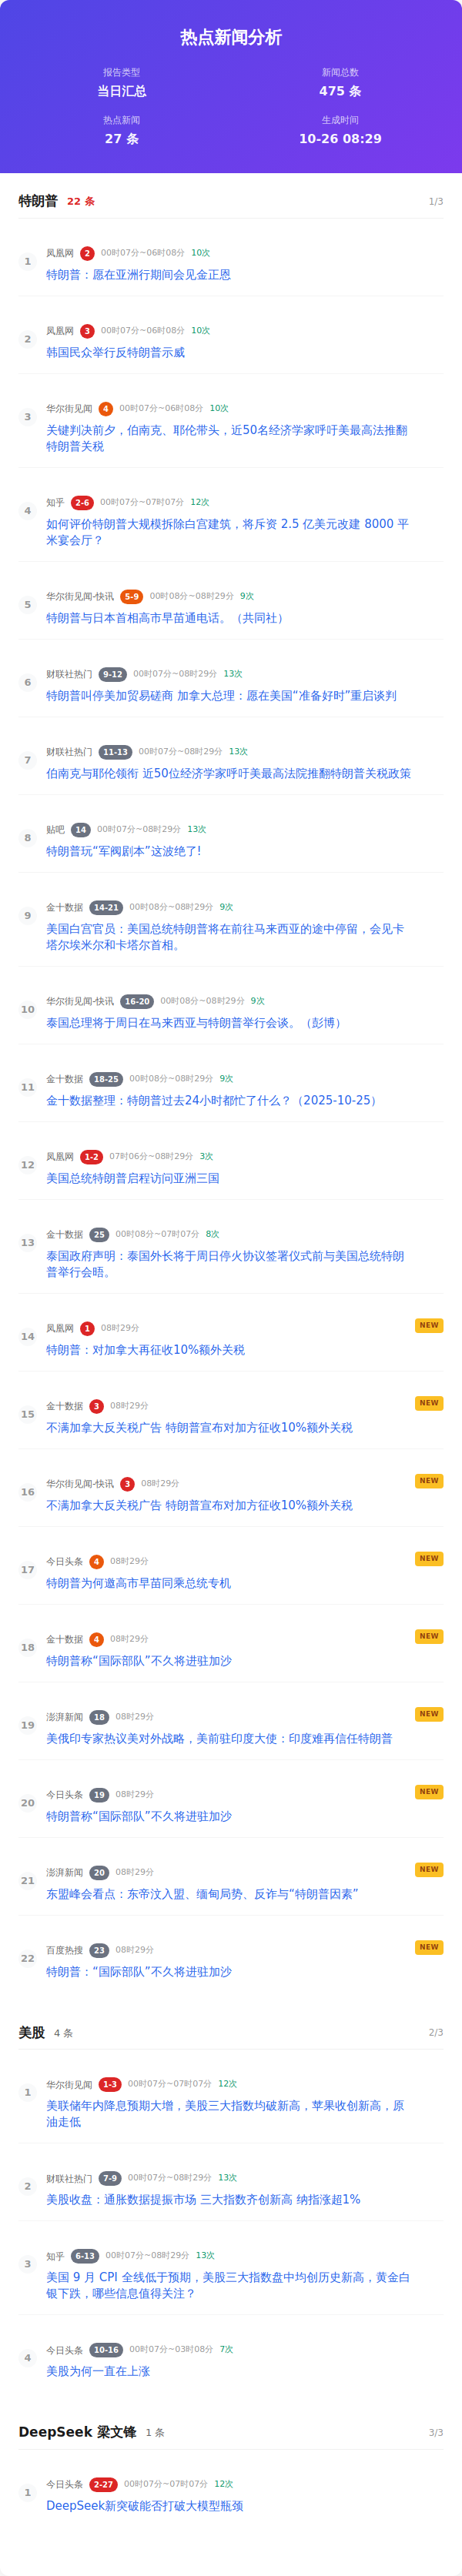 热点新闻分析
报告类型
当日汇总
新闻总数
475 条
热点新闻
27 条
生成时间
10-26 08:29
特朗普 22 条 1/3
1 凤凰网 2 00时07分~06时08分 10次
特朗普：愿在亚洲行期间会见金正恩
2 凤凰网 3 00时07分~06时08分 10次
韩国民众举行反特朗普示威
3 华尔街见闻 4 00时07分~06时08分 10次
关键判决前夕，伯南克、耶伦带头，近50名经济学家呼吁美最高法推翻
特朗普关税
4 知乎 2-6 00时07分~07时07分 12次
如何评价特朗普大规模拆除白宫建筑，将斥资 2.5 亿美元改建 8000 平
米宴会厅？
5 华尔街见闻-快讯 5-9 00时08分~08时29分 9次
特朗普与日本首相高市早苗通电话。（共同社）
6 财联社热门 9-12 00时07分~08时29分 13次
特朗普叫停美加贸易磋商 加拿大总理：愿在美国“准备好时”重启谈判
7 财联社热门 11-13 00时07分~08时29分 13次
伯南克与耶伦领衔 近50位经济学家呼吁美最高法院推翻特朗普关税政策
8 贴吧 14 00时07分~08时29分 13次
特朗普玩“军阀剧本”这波绝了!
9 金十数据 14-21 00时08分~08时29分 9次
美国白宫官员：美国总统特朗普将在前往马来西亚的途中停留，会见卡
塔尔埃米尔和卡塔尔首相。
10 华尔街见闻-快讯 16-20 00时08分~08时29分 9次
泰国总理将于周日在马来西亚与特朗普举行会谈。（彭博）
11 金十数据 18-25 00时08分~08时29分 9次
金十数据整理：特朗普过去24小时都忙了什么？（2025-10-25）
12 凤凰网 1-2 07时06分~08时29分 3次
美国总统特朗普启程访问亚洲三国
13 金十数据 25 00时08分~07时07分 8次
泰国政府声明：泰国外长将于周日停火协议签署仪式前与美国总统特朗
普举行会晤。
14 凤凰网 1 08时29分 NEW
特朗普：对加拿大再征收10%额外关税
15 金十数据 3 08时29分 NEW
不满加拿大反关税广告 特朗普宣布对加方征收10%额外关税
16 华尔街见闻-快讯 3 08时29分 NEW
不满加拿大反关税广告 特朗普宣布对加方征收10%额外关税
17 今日头条 4 08时29分 NEW
特朗普为何邀高市早苗同乘总统专机
18 金十数据 4 08时29分 NEW
特朗普称“国际部队”不久将进驻加沙
19 澎湃新闻 18 08时29分 NEW
美俄印专家热议美对外战略，美前驻印度大使：印度难再信任特朗普
20 今日头条 19 08时29分 NEW
特朗普称“国际部队”不久将进驻加沙
21 澎湃新闻 20 08时29分 NEW
东盟峰会看点：东帝汶入盟、缅甸局势、反诈与“特朗普因素”
22 百度热搜 23 08时29分 NEW
特朗普：“国际部队”不久将进驻加沙
美股 4 条 2/3
1 华尔街见闻 1-3 00时07分~07时07分 12次
美联储年内降息预期大增，美股三大指数均破新高，苹果收创新高，原
油走低
2 财联社热门 7-9 00时07分~08时29分 13次
美股收盘：通胀数据提振市场 三大指数齐创新高 纳指涨超1%
3 知乎 6-13 00时07分~08时29分 13次
美国 9 月 CPI 全线低于预期，美股三大指数盘中均创历史新高，黄金白
银下跌，哪些信息值得关注？
4 今日头条 10-16 00时07分~03时08分 7次
美股为何一直在上涨
DeepSeek 梁文锋 1 条 3/3
1 今日头条 2-27 00时07分~07时07分 12次
DeepSeek新突破能否打破大模型瓶颈